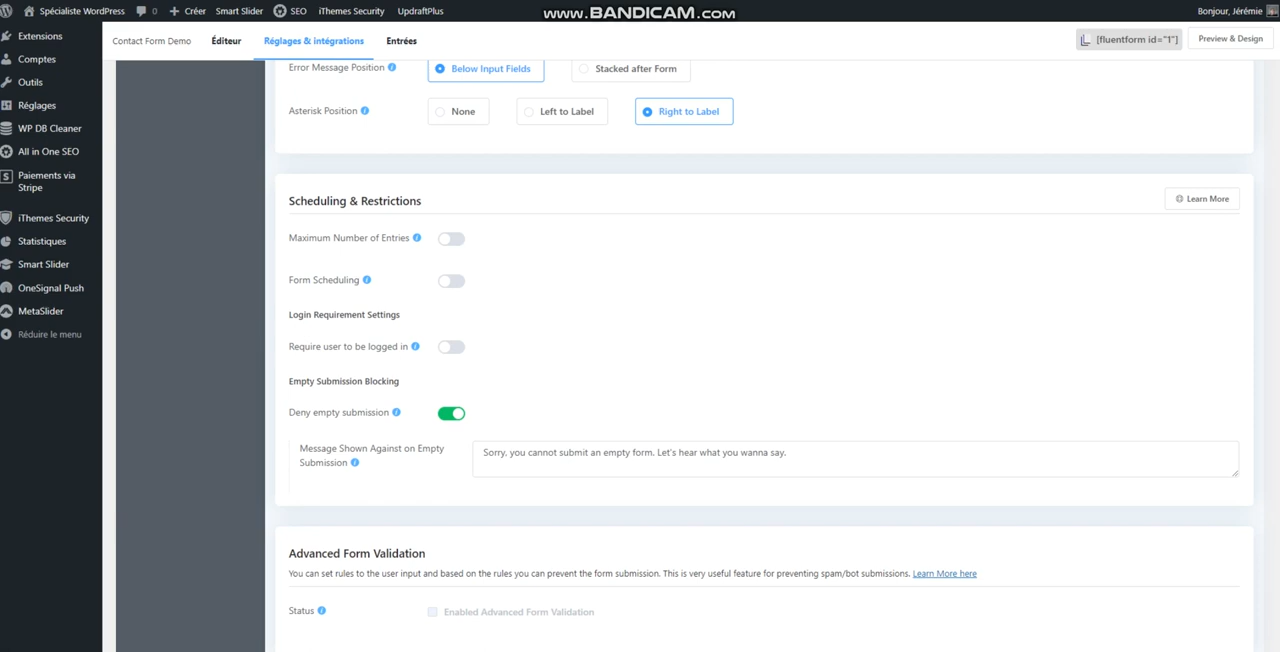 Spécialiste WordPress 0 Créer Smart Slider SEO iThemes Security UpdraftPlus
www.BANDICAM.com
Bonjour, Jérémie
Extensions
Comptes
Outils
Réglages
WP DB Cleaner
All in One SEO
Paiements via
Stripe
iThemes Security
Statistiques
Smart Slider
OneSignal Push
MetaSlider
Réduire le menu
Contact Form Demo Éditeur Réglages & intégrations Entrées
[fluentform id="1"] Preview & Design
Error Message Position Below Input Fields Stacked after Form
Asterisk Position None Left to Label Right to Label
Scheduling & Restrictions Learn More
Maximum Number of Entries
Form Scheduling
Login Requirement Settings
Require user to be logged in
Empty Submission Blocking
Deny empty submission
Message Shown Against on Empty
Submission
Sorry, you cannot submit an empty form. Let's hear what you wanna say.
Advanced Form Validation
You can set rules to the user input and based on the rules you can prevent the form submission. This is very useful feature for preventing spam/bot submissions. Learn More here
Status Enabled Advanced Form Validation